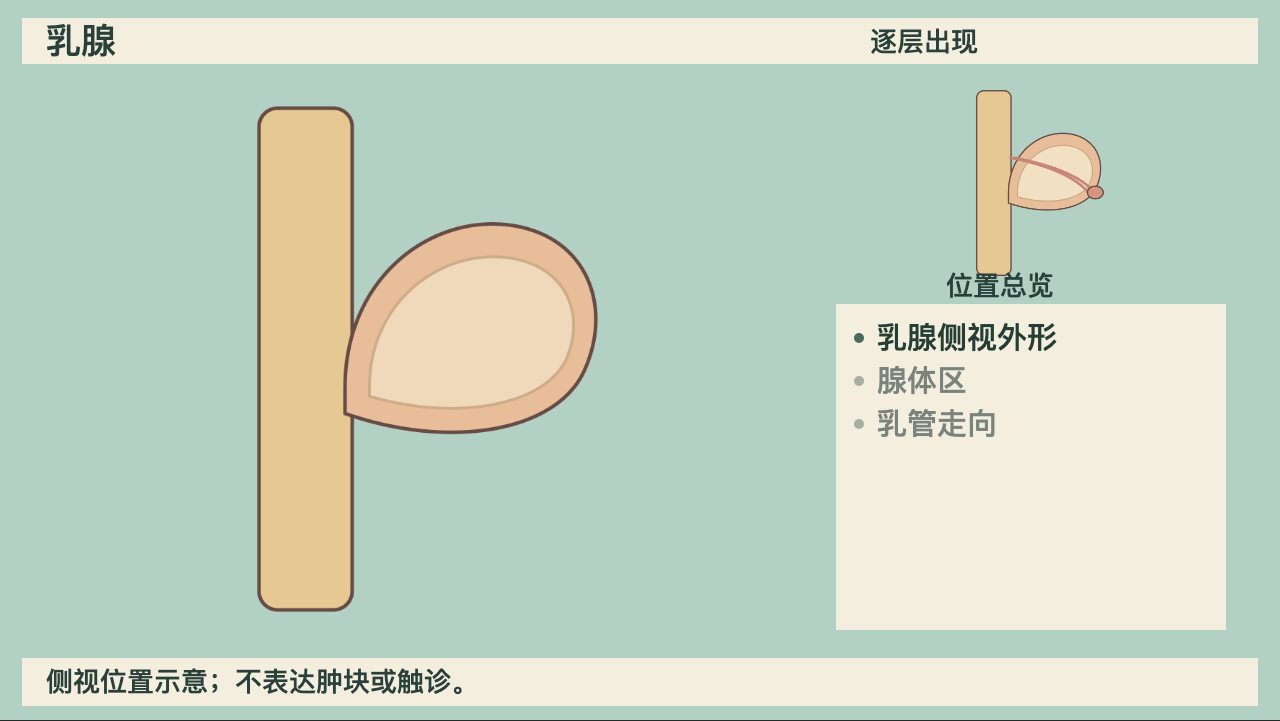 乳腺
逐层出现
位置总览
• 乳腺侧视外形
• 腺体区
• 乳管走向
侧视位置示意；不表达肿块或触诊。